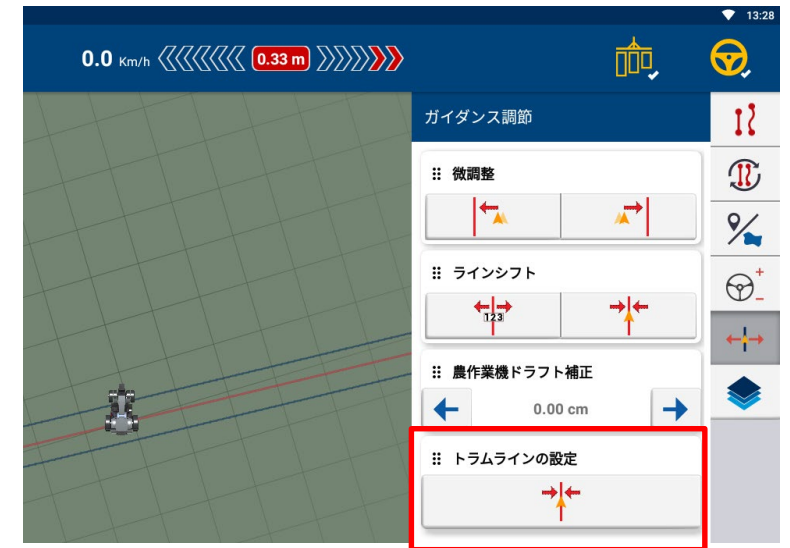 13:28
0.0 Km/h 0.33 m
ガイダンス調節
微調整
ラインシフト
123
農作業機ドラフト補正
0.00 cm
トラムラインの設定